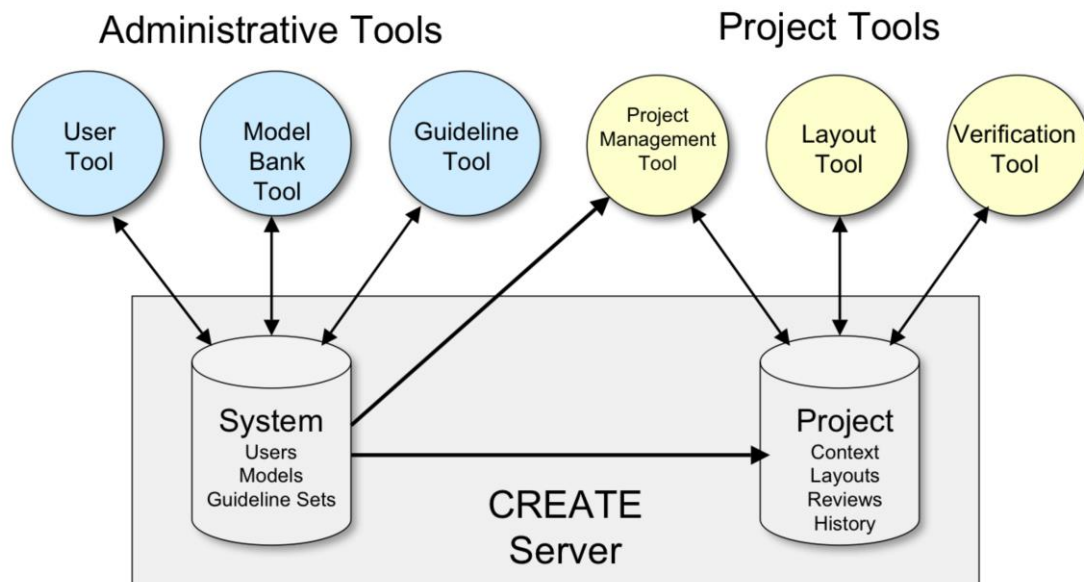 Administrative Tools
Project Tools
User
Tool
Model
Bank
Tool
Guideline
Tool
Project
Management
Tool
Layout
Tool
Verification
Tool
System
Users
Models
Guideline Sets
Project
Context
Layouts
Reviews
History
CREATE
Server